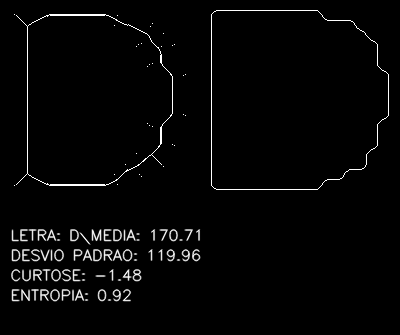 LETRA: D\MEDIA: 170.71
DESVIO PADRAO: 119.96
CURTOSE: -1.48
ENTROPIA: 0.92